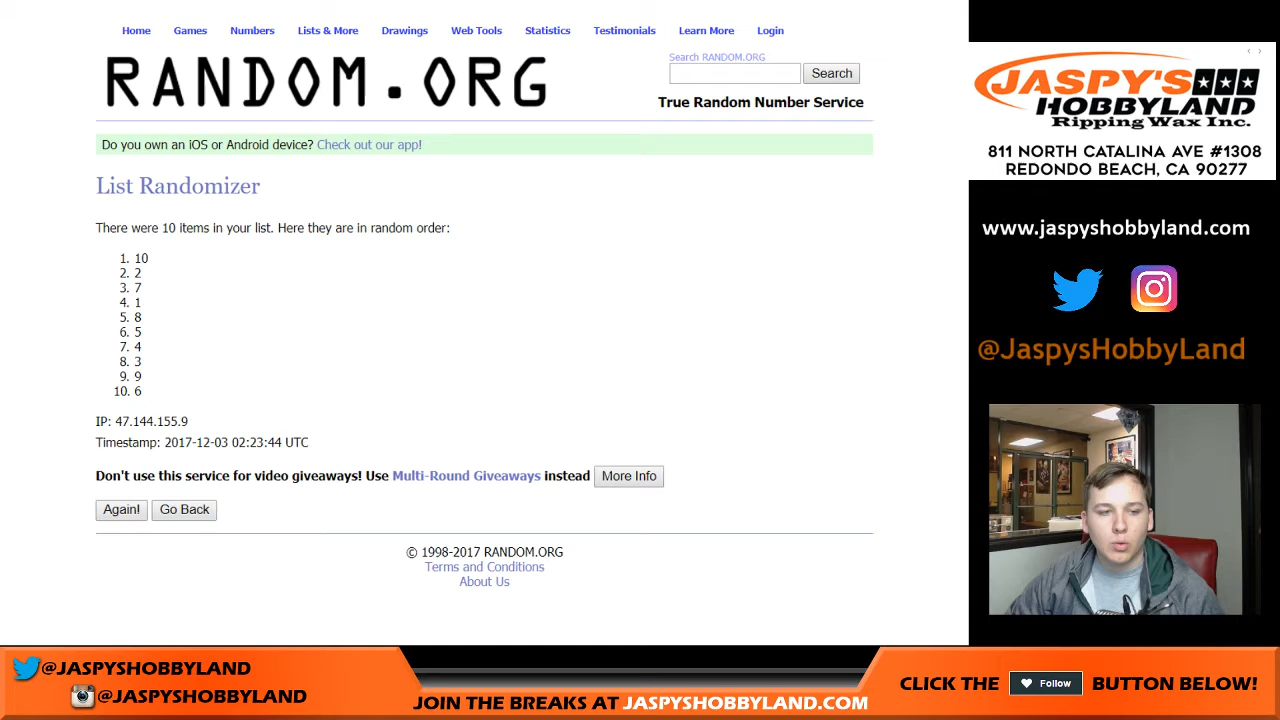 Home Games Numbers Lists & More Drawings Web Tools Statistics Testimonials Learn More Login
RANDOM.ORG
Search RANDOM.ORG
Search
True Random Number Service
Do you own an iOS or Android device? Check out our app!
List Randomizer
There were 10 items in your list. Here they are in random order:
1. 10
2. 2
3. 7
4. 1
5. 8
6. 5
7. 4
8. 3
9. 9
10. 6
IP: 47.144.155.9
Timestamp: 2017-12-03 02:23:44 UTC
Don't use this service for video giveaways! Use Multi-Round Giveaways instead More Info
Again! Go Back
© 1998-2017 RANDOM.ORG
Terms and Conditions
About Us
JASPY'S
HOBBYLAND
Ripping Wax Inc.
811 NORTH CATALINA AVE #1308
REDONDO BEACH, CA 90277
www.jaspyshobbyland.com
@JaspysHobbyLand
@JASPYSHOBBYLAND
@JASPYSHOBBYLAND
JOIN THE BREAKS AT JASPYSHOBBYLAND.COM
CLICK THE Follow BUTTON BELOW!